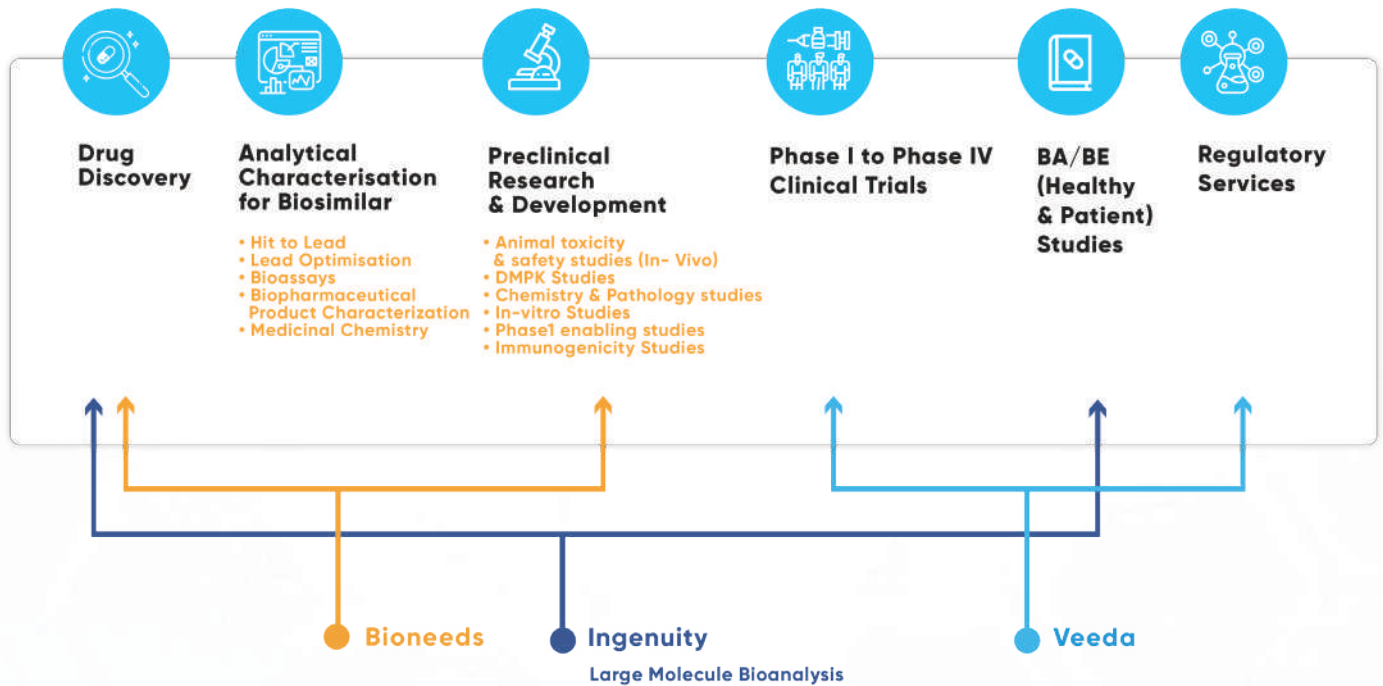 Drug
Discovery
Analytical
Characterisation
for Biosimilar
• Hit to Lead
• Lead Optimisation
• Bioassays
• Biopharmaceutical
Product Characterization
• Medicinal Chemistry
Preclinical
Research
& Development
• Animal toxicity
& safety studies (In- Vivo)
• DMPK Studies
• Chemistry & Pathology studies
• In-vitro Studies
• Phase1 enabling studies
• Immunogenicity Studies
Phase I to Phase IV
Clinical Trials
BA/BE
(Healthy
& Patient)
Studies
Regulatory
Services
Bioneeds
Ingenuity
Large Molecule Bioanalysis
Veeda